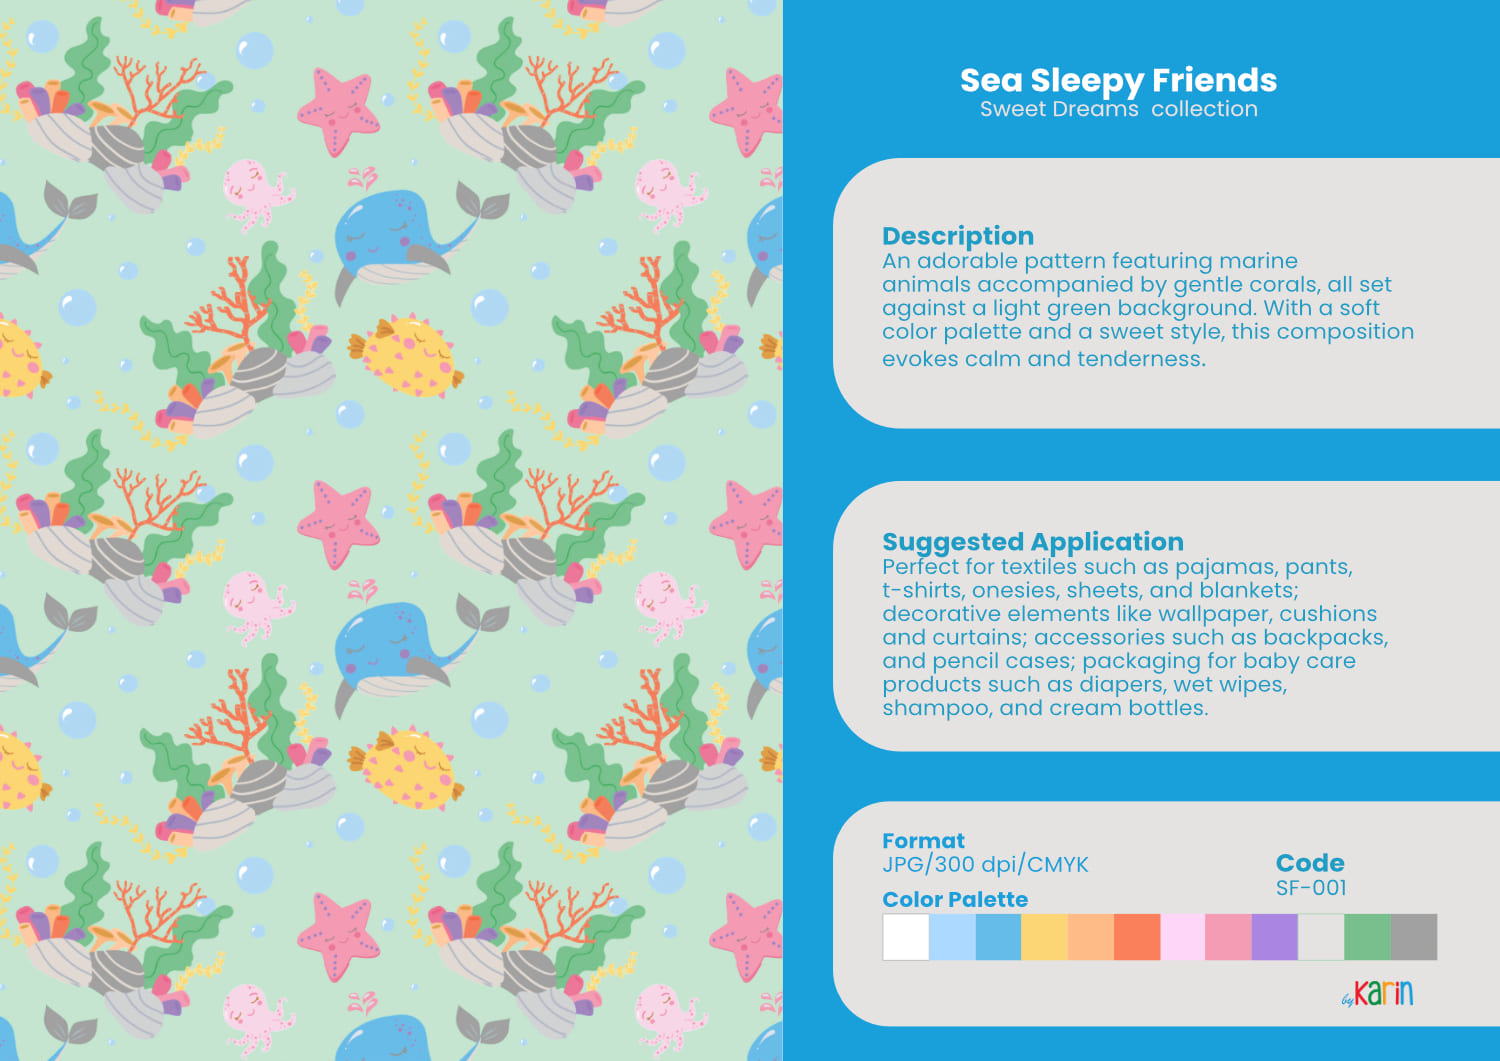 Sea Sleepy Friends
Sweet Dreams collection
Description
An adorable pattern featuring marine
animals accompanied by gentle corals, all set
against a light green background. With a soft
color palette and a sweet style, this composition
evokes calm and tenderness.
Suggested Application
Perfect for textiles such as pajamas, pants,
t-shirts, onesies, sheets, and blankets;
decorative elements like wallpaper, cushions
and curtains; accessories such as backpacks,
and pencil cases; packaging for baby care
products such as diapers, wet wipes,
shampoo, and cream bottles.
Format
JPG/300 dpi/CMYK
Code
SF-001
Color Palette
by Karin